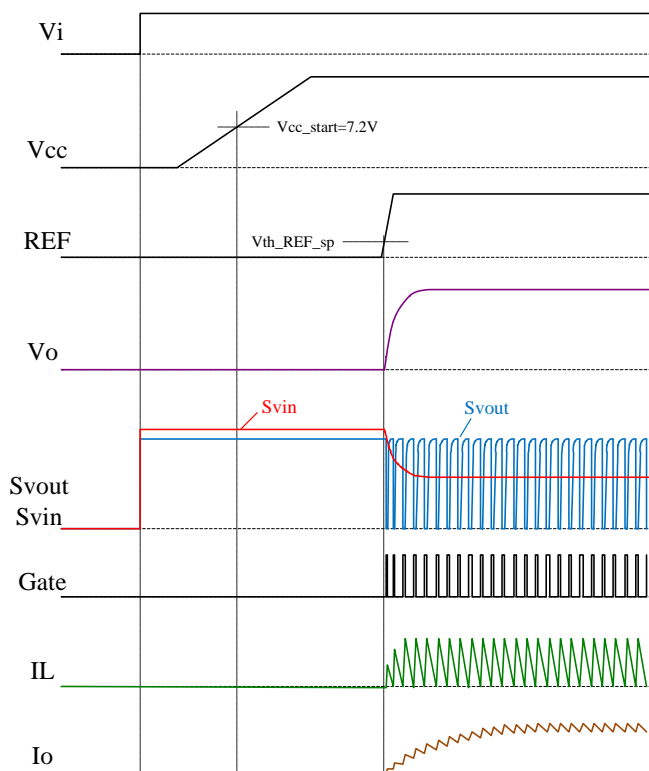 Vi
Vcc_start=7.2V
Vcc
REF
Vth_REF_sp
Vo
Svin
Svout
Svout
Svin
Gate
IL
Io